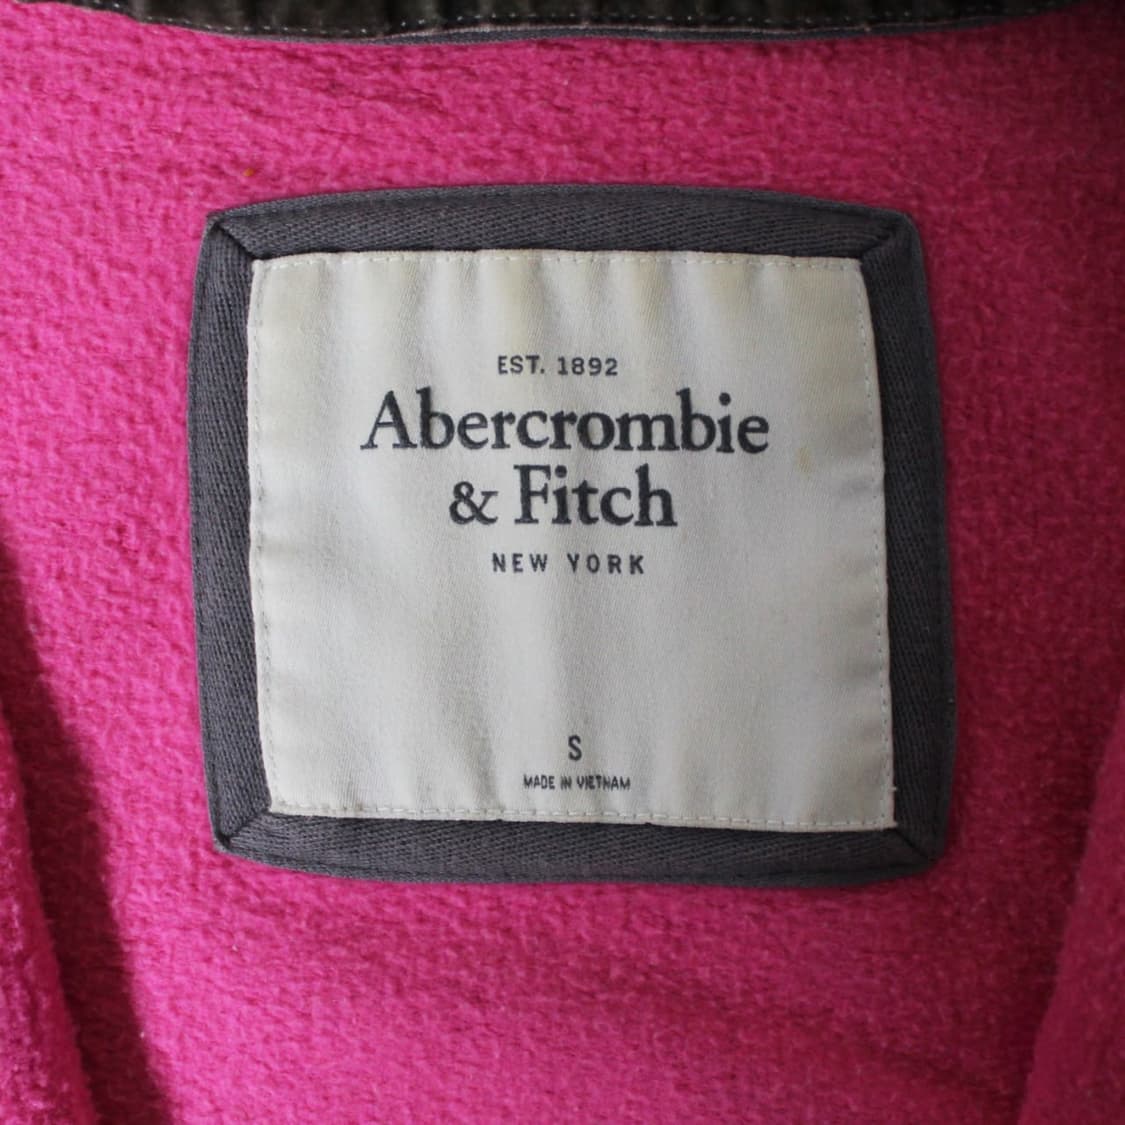 EST. 1892
Abercrombie
& Fitch
NEW YORK
S
MADE IN VIETNAM